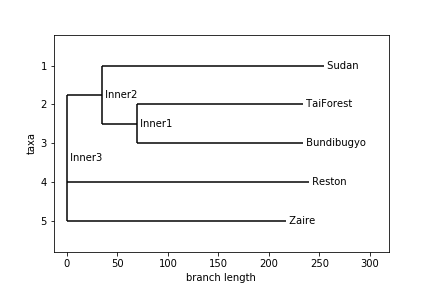 1
Sudan
Inner2
2
TaiForest
Inner1
3
Bundibugyo
Inner3
4
Reston
5
Zaire
taxa
0 50 100 150 200 250 300
branch length